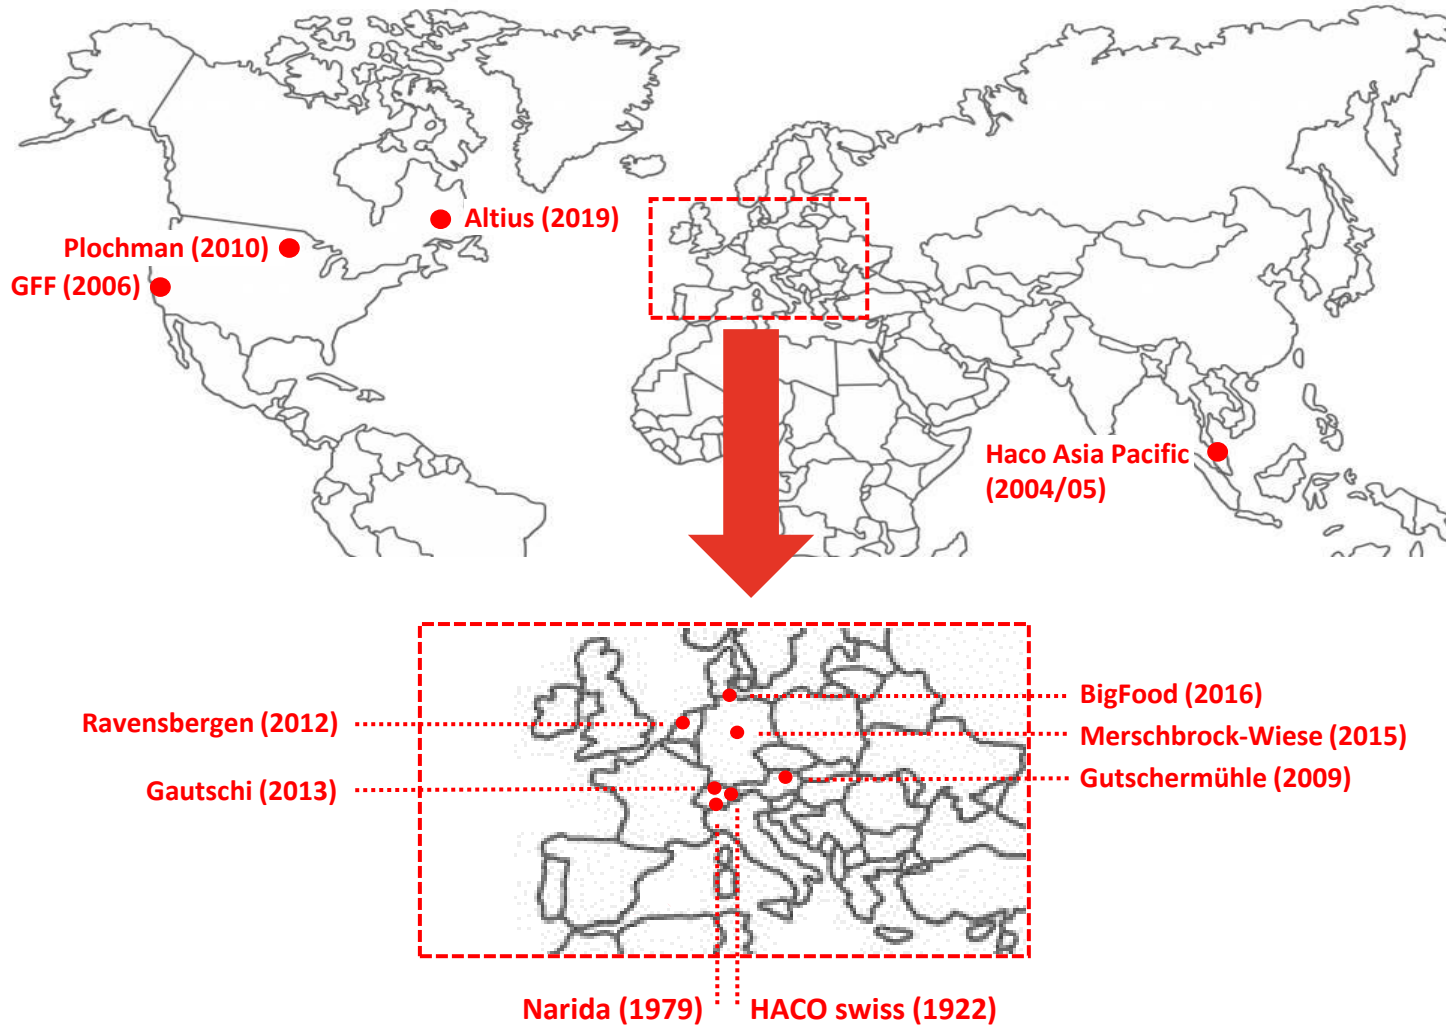 Altius (2019)
Plochman (2010)
GFF (2006)
Haco Asia Pacific
(2004/05)
BigFood (2016)
Ravensbergen (2012)
Merschbrock-Wiese (2015)
Gutschermühle (2009)
Gautschi (2013)
Narida (1979)
HACO swiss (1922)